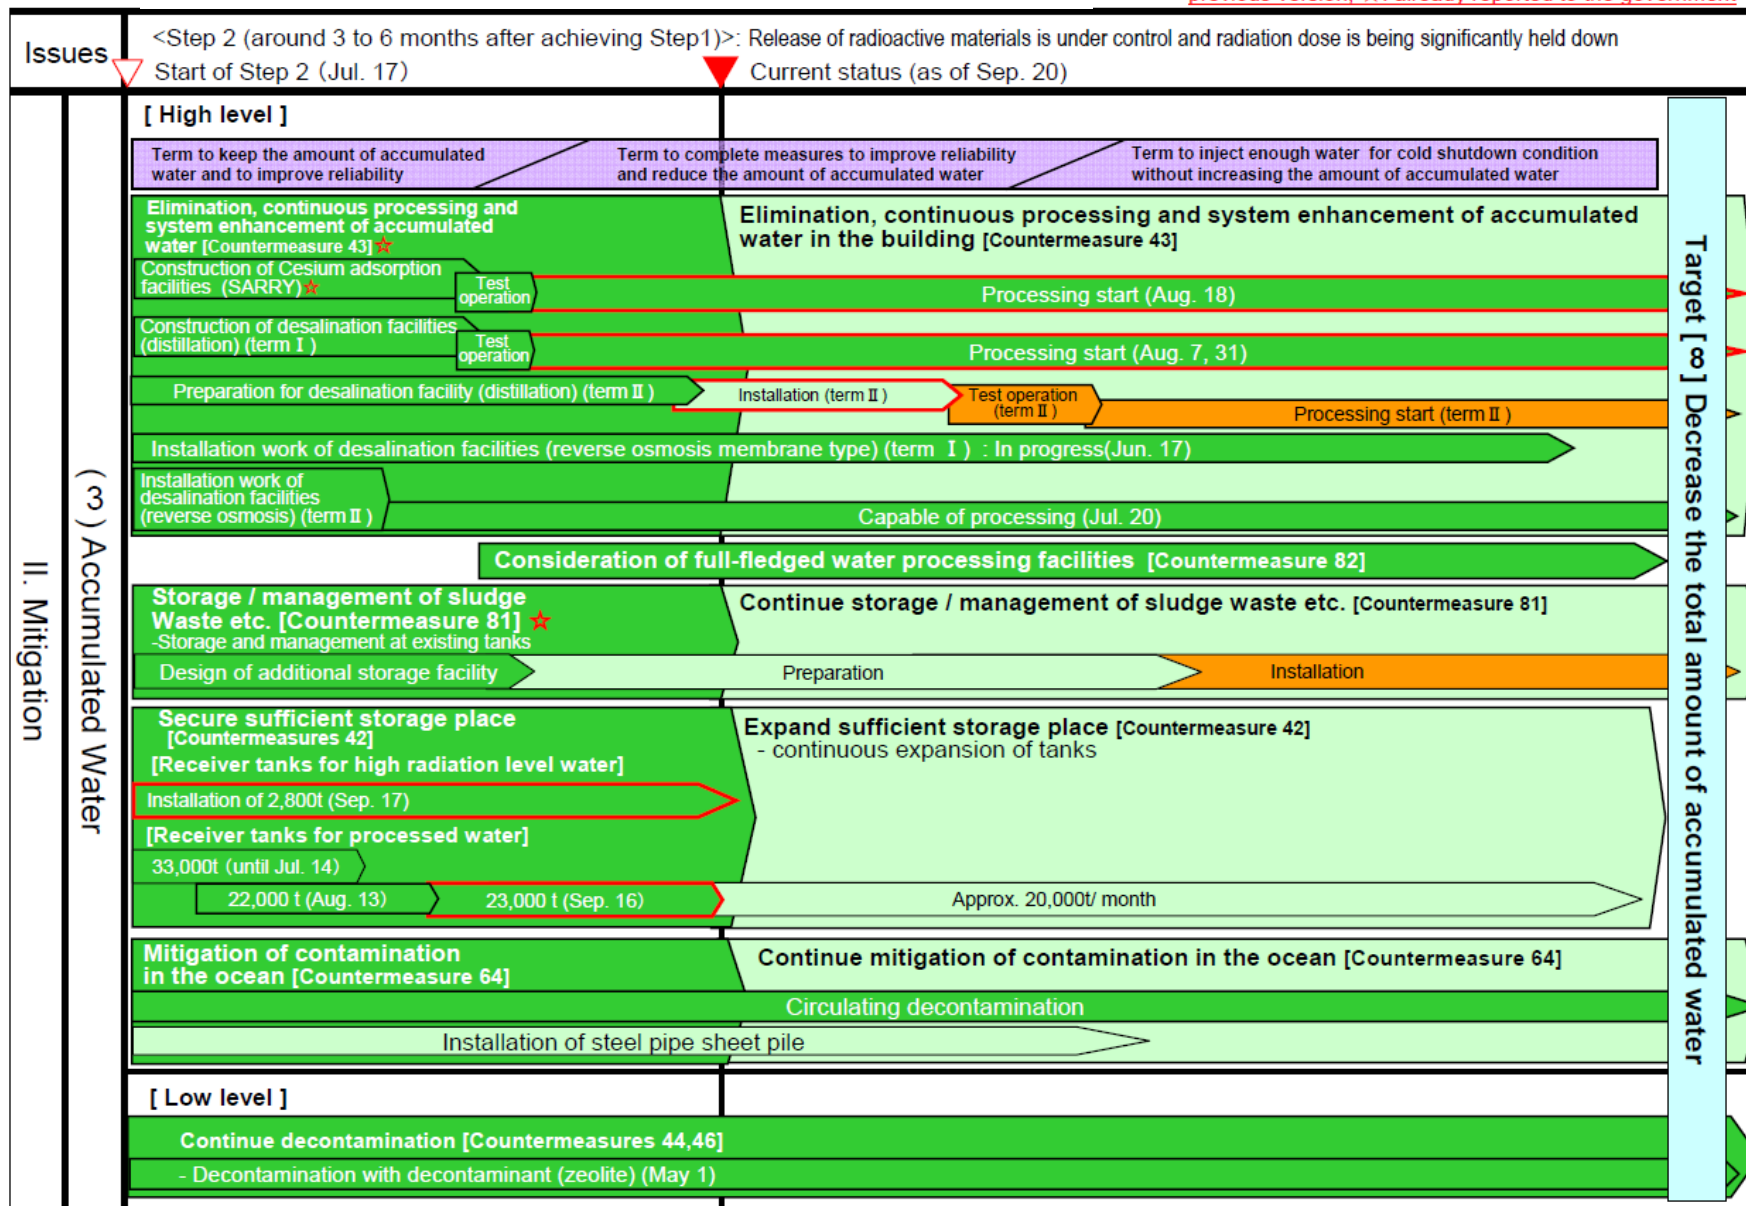 previous version, ☆: already reported to the government
Issues
<Step 2 (around 3 to 6 months after achieving Step1)>: Release of radioactive materials is under control and radiation dose is being significantly held down
Start of Step 2 (Jul. 17)
Current status (as of Sep. 20)
II. Mitigation
(3) Accumulated Water
[ High level ]
Term to keep the amount of accumulated
water and to improve reliability
Term to complete measures to improve reliability
and reduce the amount of accumulated water
Term to inject enough water for cold shutdown condition
without increasing the amount of accumulated water
Elimination, continuous processing and
system enhancement of accumulated
water [Countermeasure 43]☆
Elimination, continuous processing and system enhancement of accumulated
water in the building [Countermeasure 43]
Construction of Cesium adsorption
facilities (SARRY)☆
Test
operation
Processing start (Aug. 18)
Construction of desalination facilities
(distillation) (term Ⅰ)
Test
operation
Processing start (Aug. 7, 31)
Preparation for desalination facility (distillation) (term Ⅱ)
Installation (term Ⅱ)
Test operation
(term Ⅱ)
Processing start (term Ⅱ)
Installation work of desalination facilities (reverse osmosis membrane type) (term Ⅰ) : In progress(Jun. 17)
Installation work of
desalination facilities
(reverse osmosis) (term Ⅱ)
Capable of processing (Jul. 20)
Consideration of full-fledged water processing facilities [Countermeasure 82]
Storage / management of sludge
Waste etc. [Countermeasure 81] ☆
-Storage and management at existing tanks
Continue storage / management of sludge waste etc. [Countermeasure 81]
Design of additional storage facility
Preparation
Installation
Secure sufficient storage place
[Countermeasures 42]
Expand sufficient storage place [Countermeasure 42]
- continuous expansion of tanks
[Receiver tanks for high radiation level water]
Installation of 2,800t (Sep. 17)
[Receiver tanks for processed water]
33,000t (until Jul. 14)
22,000 t (Aug. 13)
23,000 t (Sep. 16)
Approx. 20,000t/ month
Mitigation of contamination
in the ocean [Countermeasure 64]
Continue mitigation of contamination in the ocean [Countermeasure 64]
Circulating decontamination
Installation of steel pipe sheet pile
[ Low level ]
Continue decontamination [Countermeasures 44,46]
- Decontamination with decontaminant (zeolite) (May 1)
Target [∞] Decrease the total amount of accumulated water